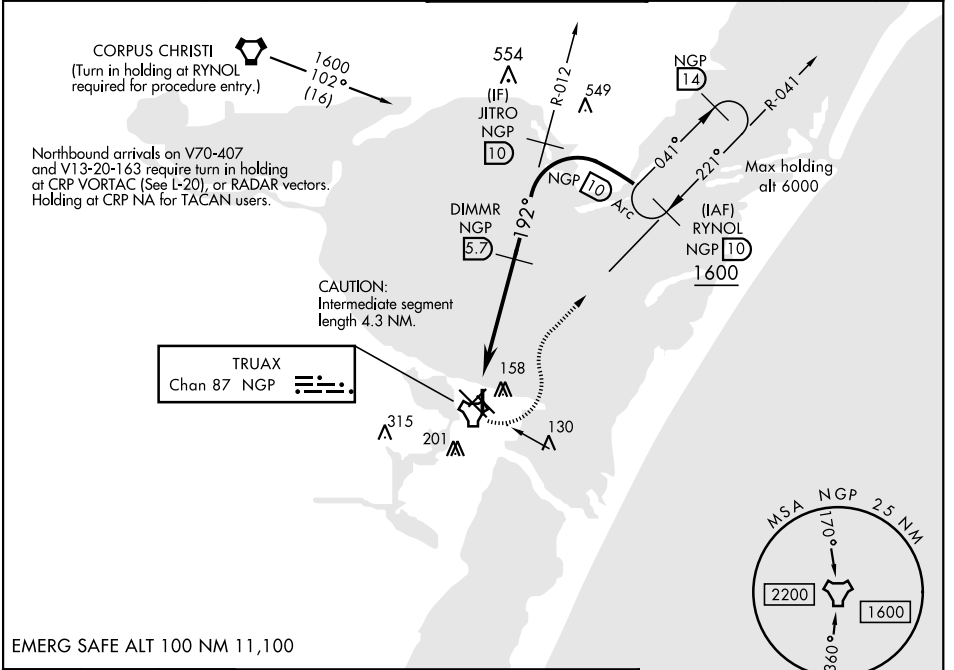 CORPUS CHRISTI
(Turn in holding at RYNOL
required for procedure entry.)
1600
102°
(16)
Northbound arrivals on V70-407
and V13-20-163 require turn in holding
at CRP VORTAC (See L-20), or RADAR vectors.
Holding at CRP NA for TACAN users.
554
(IF)
JITRO
NGP
10
R-012
549
NGP
14
R-041
041°
221°
Max holding
alt 6000
NGP 10 Arc
(IAF)
RYNOL
NGP 10
1600
192°
DIMMR
NGP
5.7
CAUTION:
Intermediate segment
length 4.3 NM.
TRUAX
Chan 87 NGP
158
315
201
130
MSA NGP 25 NM
170°
2200
1600
360°
EMERG SAFE ALT 100 NM 11,100